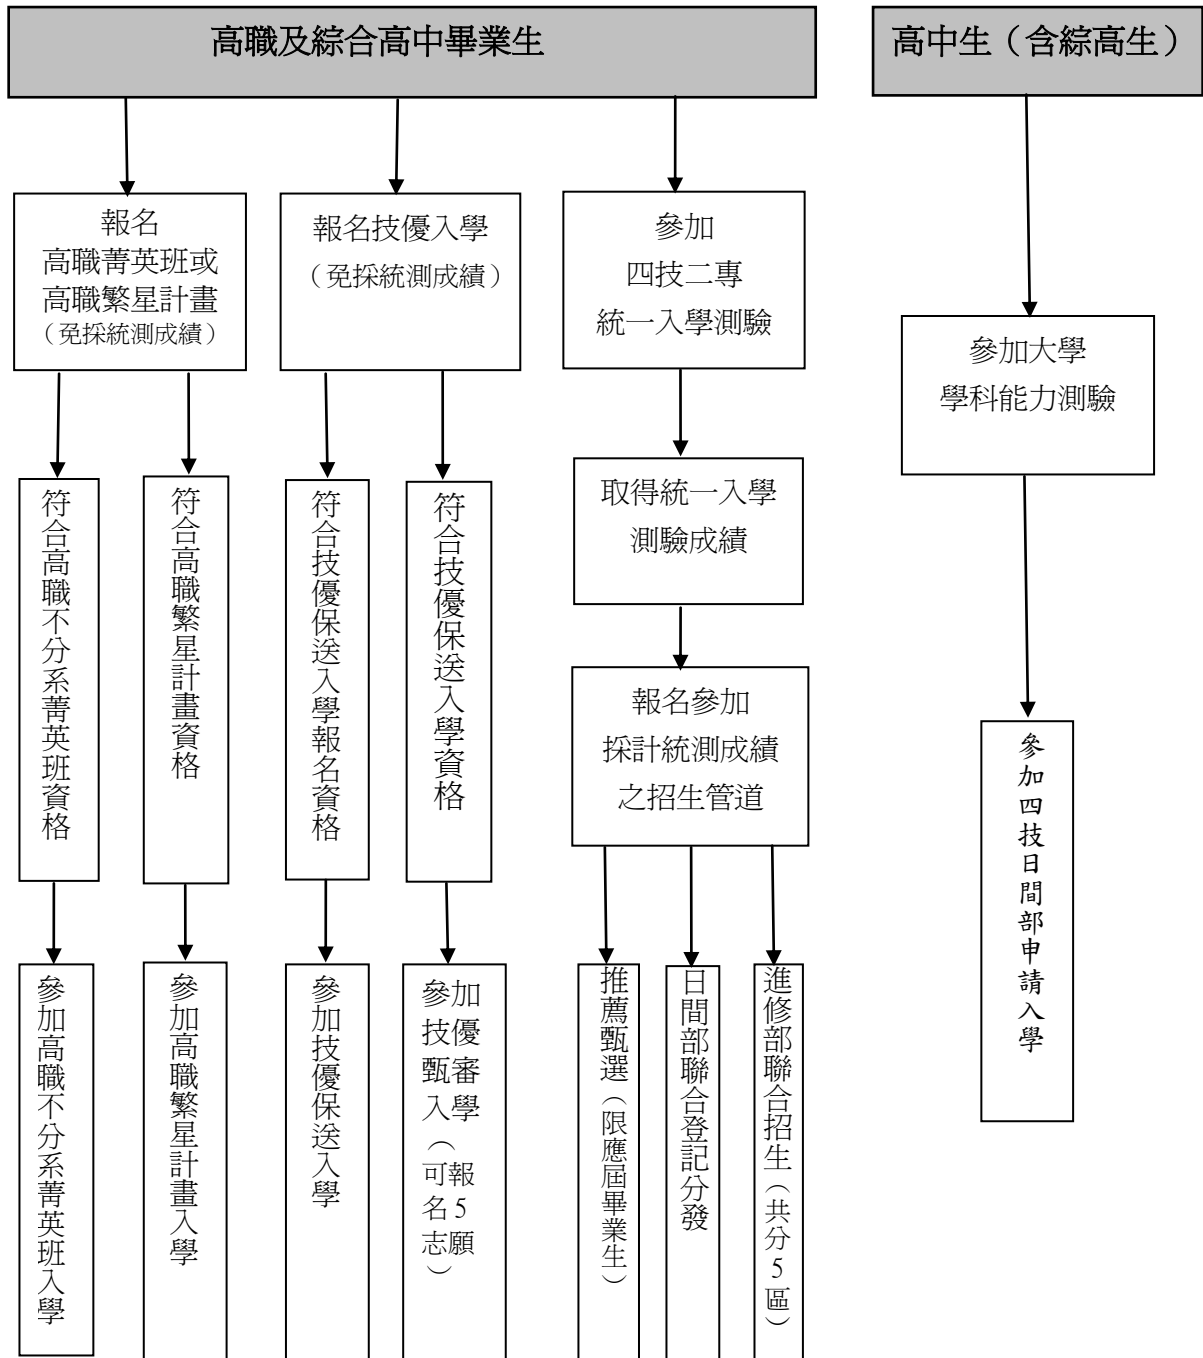 高職及綜合高中畢業生
高中生（含綜高生）
報名
高職菁英班或
高職繁星計畫
（免採統測成績）
報名技優入學
（免採統測成績）
參加
四技二專
統一入學測驗
參加大學
學科能力測驗
符合高職不分系菁英班資格
符合高職繁星計畫資格
符合技優保送入學報名資格
符合技優保送入學資格
取得統一入學
測驗成績
報名參加
採計統測成績
之招生管道
參加四技日間部申請入學
參加高職不分系菁英班入學
參加高職繁星計畫入學
參加技優保送入學
參加
技優
甄審
入學
（
可報
名5
志願
）
推薦甄選（限應屆畢業生）
日間部聯合登記分發
進修部聯合招生（共分5區）